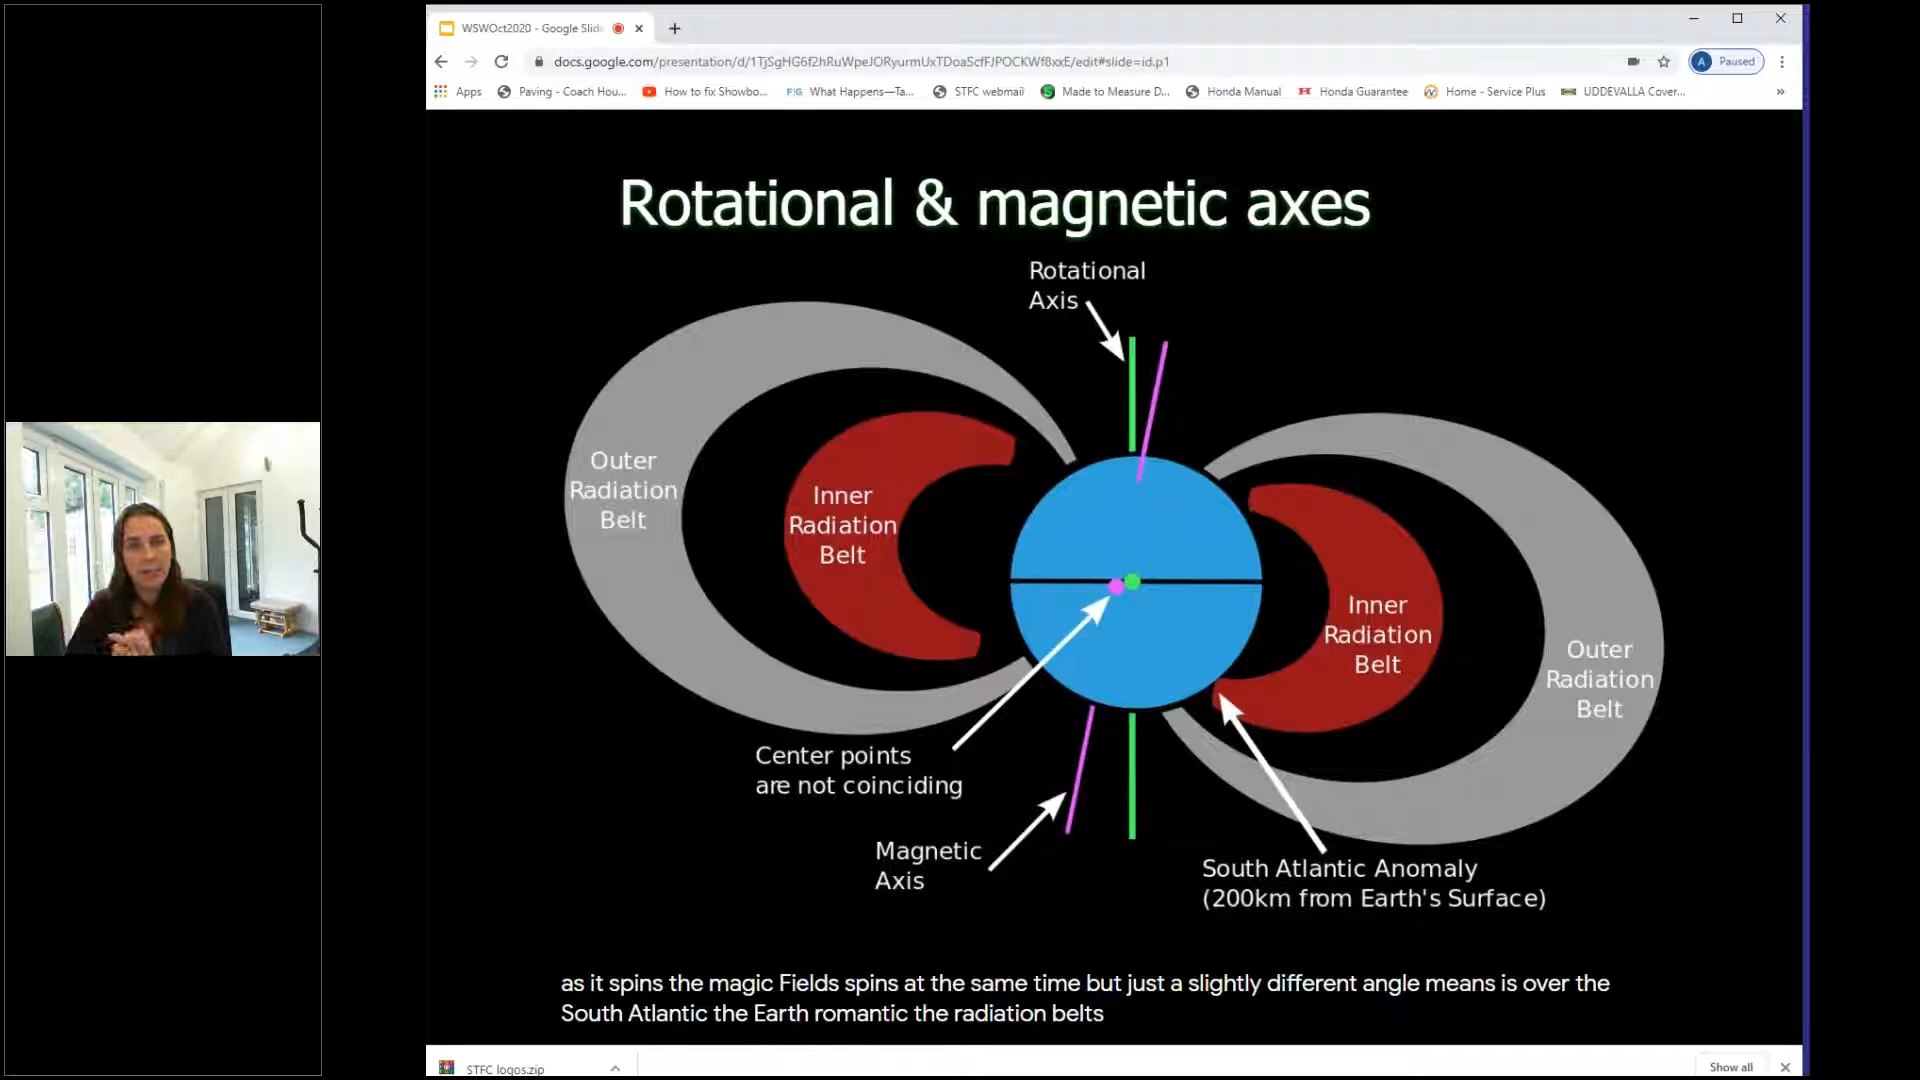 WSWOct2020 - Google Slid
docs.google.com/presentation/d/1TjSgHG6f2hRuWpeJORyurmUxTDoaScfFJPOCKWf8xxE/edit#slide=id.p1
A Paused
Apps Paving - Coach Hou... How to fix Showbo... F|G What Happens—Ta... STFC webmail Made to Measure D... Honda Manual Honda Guarantee Home - Service Plus UDDEVALLA Cover... »
Rotational & magnetic axes
Rotational
Axis
Outer
Radiation
Belt
Inner
Radiation
Belt
Inner
Radiation
Belt
Outer
Radiation
Belt
Center points
are not coinciding
Magnetic
Axis
South Atlantic Anomaly
(200km from Earth's Surface)
as it spins the magic Fields spins at the same time but just a slightly different angle means is over the
South Atlantic the Earth romantic the radiation belts
STFC logos.zip
Show all